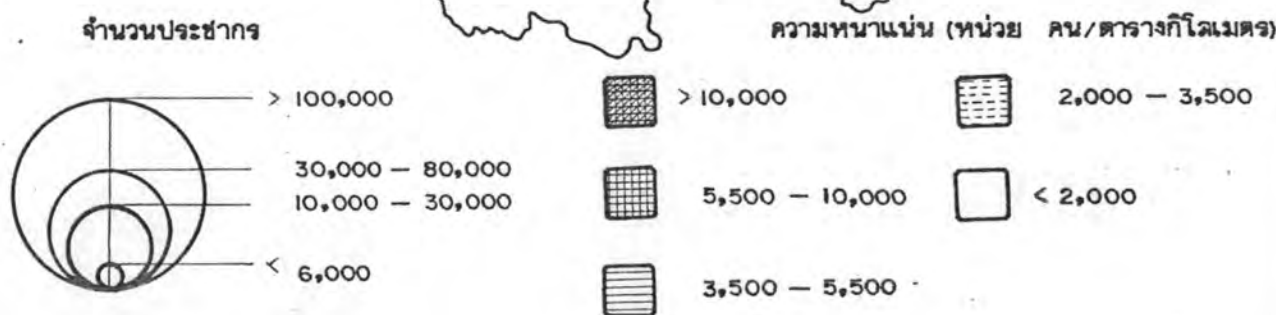 จำนวนประชากร
> 100,000
30,000 — 80,000
10,000 — 30,000
< 6,000
ความหนาแน่น (หน่วย คน/ตารางกิโลเมตร)
> 10,000
5,500 — 10,000
3,500 — 5,500
2,000 — 3,500
< 2,000